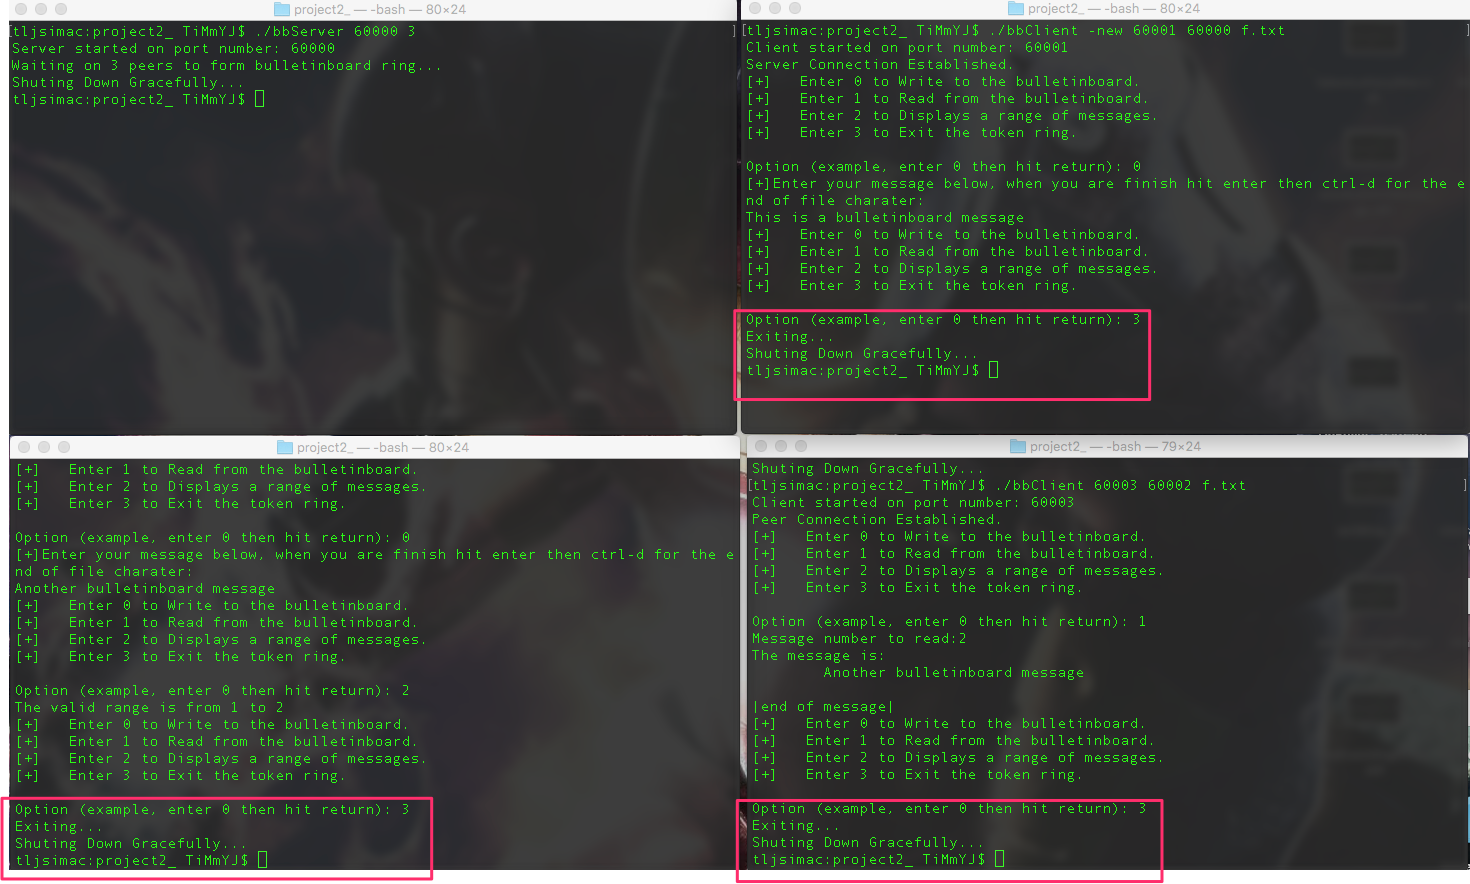 project2_ — -bash — 80×24
[tljsimac:project2_ TiMmYJ$ ./bbServer 60000 3 ]
Server started on port number: 60000
Waiting on 3 peers to form bulletinboard ring...
Shuting Down Gracefully...
tljsimac:project2_ TiMmYJ$
project2_ — -bash — 80×24
[tljsimac:project2_ TiMmYJ$ ./bbClient -new 60001 60000 f.txt ]
Client started on port number: 60001
Server Connection Established.
[+] Enter 0 to Write to the bulletinboard.
[+] Enter 1 to Read from the bulletinboard.
[+] Enter 2 to Displays a range of messages.
[+] Enter 3 to Exit the token ring.
Option (example, enter 0 then hit return): 0
[+]Enter your message below, when you are finish hit enter then ctrl-d for the e
nd of file charater:
This is a bulletinboard message
[+] Enter 0 to Write to the bulletinboard.
[+] Enter 1 to Read from the bulletinboard.
[+] Enter 2 to Displays a range of messages.
[+] Enter 3 to Exit the token ring.
Option (example, enter 0 then hit return): 3
Exiting...
Shuting Down Gracefully...
tljsimac:project2_ TiMmYJ$
project2_ — -bash — 80×24
[+] Enter 1 to Read from the bulletinboard.
[+] Enter 2 to Displays a range of messages.
[+] Enter 3 to Exit the token ring.
Option (example, enter 0 then hit return): 0
[+]Enter your message below, when you are finish hit enter then ctrl-d for the e
nd of file charater:
Another bulletinboard message
[+] Enter 0 to Write to the bulletinboard.
[+] Enter 1 to Read from the bulletinboard.
[+] Enter 2 to Displays a range of messages.
[+] Enter 3 to Exit the token ring.
Option (example, enter 0 then hit return): 2
The valid range is from 1 to 2
[+] Enter 0 to Write to the bulletinboard.
[+] Enter 1 to Read from the bulletinboard.
[+] Enter 2 to Displays a range of messages.
[+] Enter 3 to Exit the token ring.
Option (example, enter 0 then hit return): 3
Exiting...
Shuting Down Gracefully...
tljsimac:project2_ TiMmYJ$
project2_ — -bash — 79×24
Shuting Down Gracefully...
[tljsimac:project2_ TiMmYJ$ ./bbClient 60003 60002 f.txt ]
Client started on port number: 60003
Peer Connection Established.
[+] Enter 0 to Write to the bulletinboard.
[+] Enter 1 to Read from the bulletinboard.
[+] Enter 2 to Displays a range of messages.
[+] Enter 3 to Exit the token ring.
Option (example, enter 0 then hit return): 1
Message number to read:2
The message is:
Another bulletinboard message
|end of message|
[+] Enter 0 to Write to the bulletinboard.
[+] Enter 1 to Read from the bulletinboard.
[+] Enter 2 to Displays a range of messages.
[+] Enter 3 to Exit the token ring.
Option (example, enter 0 then hit return): 3
Exiting...
Shuting Down Gracefully...
tljsimac:project2_ TiMmYJ$